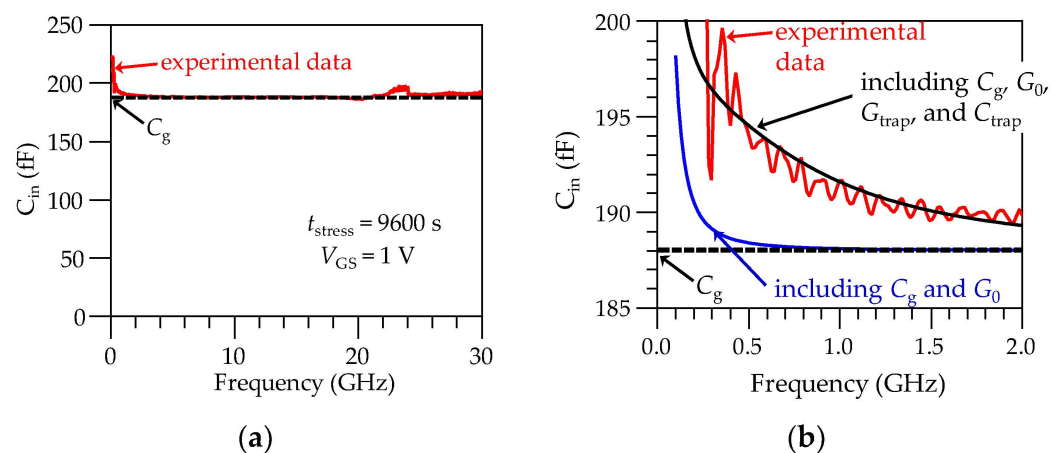 250
200
150
100
50
0
C_in (fF)
experimental data
C_g
t_stress = 9600 s
V_GS = 1 V
0
10
20
30
Frequency (GHz)
(a)
200
195
190
185
C_in (fF)
experimental
data
including C_g, G_0,
G_trap, and C_trap
C_g
including C_g and G_0
0.0
0.5
1.0
1.5
2.0
Frequency (GHz)
(b)